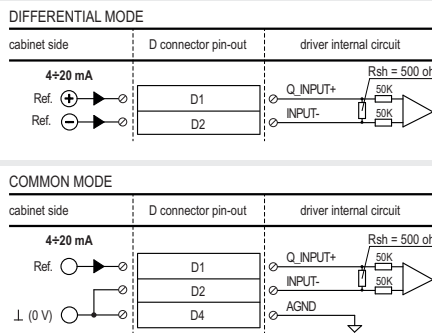 DIFFERENTIAL MODE
cabinet side D connector pin-out driver internal circuit
4÷20 mA
Rsh = 500 oh
Ref. + D1 Q_INPUT+ 50K
Ref. − D2 INPUT- 50K
COMMON MODE
cabinet side D connector pin-out driver internal circuit
4÷20 mA
Rsh = 500 oh
Ref. D1 Q_INPUT+ 50K
D2 INPUT- 50K
⊥ (0 V) D4 AGND